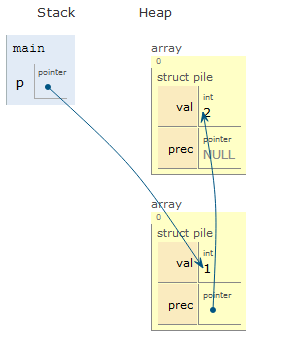 Stack Heap
main
p pointer
array
0
struct pile
val int 2
prec pointer NULL
array
0
struct pile
val int 1
prec pointer